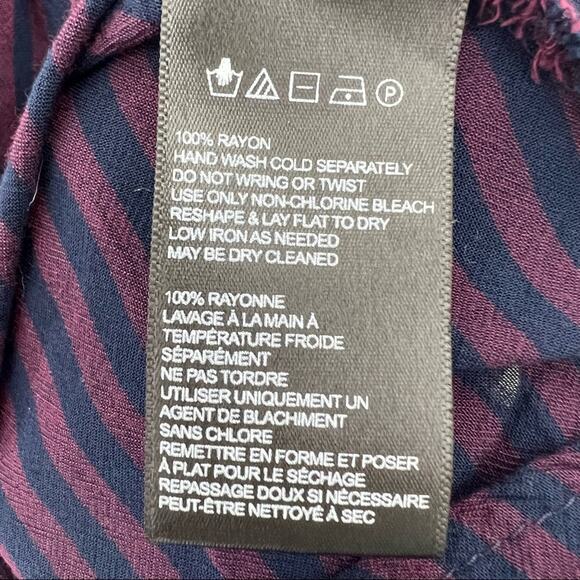 P
100% RAYON
HAND WASH COLD SEPARATELY
DO NOT WRING OR TWIST
USE ONLY NON-CHLORINE BLEACH
RESHAPE & LAY FLAT TO DRY
LOW IRON AS NEEDED
MAY BE DRY CLEANED
100% RAYONNE
LAVAGE À LA MAIN À
TEMPÉRATURE FROIDE
SÉPARÉMENT
NE PAS TORDRE
UTILISER UNIQUEMENT UN
AGENT DE BLACHIMENT
SANS CHLORE
REMETTRE EN FORME ET POSER
À PLAT POUR LE SÉCHAGE
REPASSAGE DOUX SI NÉCESSAIRE
PEUT-ÊTRE NETTOYÉ À SEC